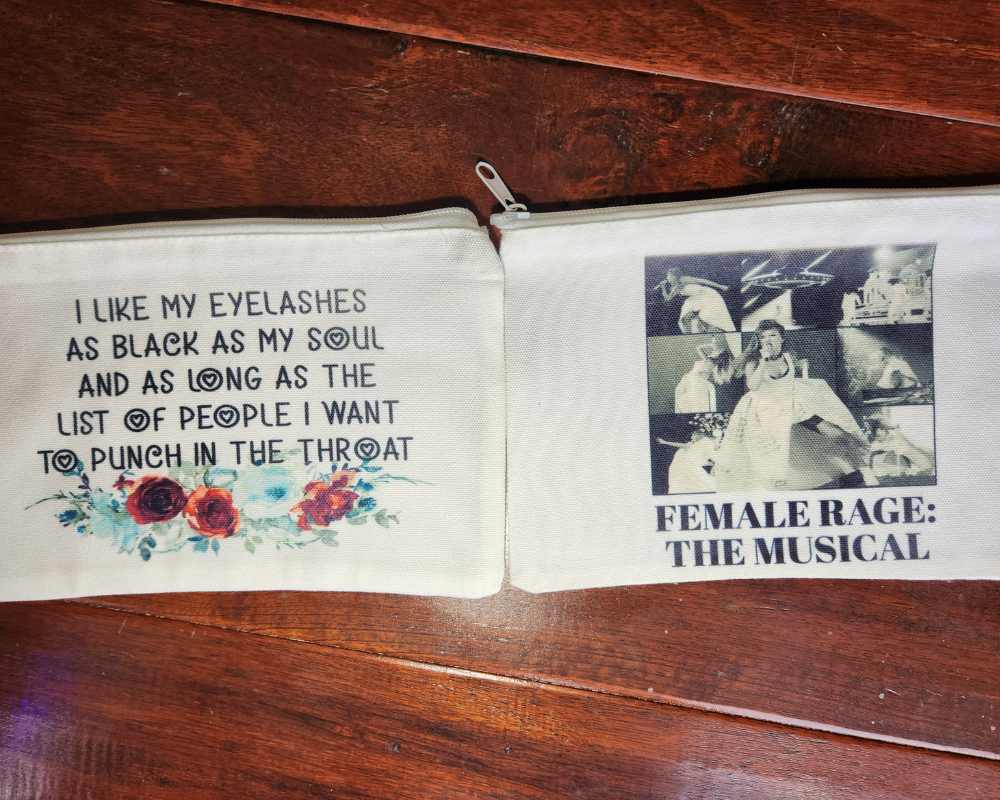 I LIKE MY EYELASHES
AS BLACK AS MY SOUL
AND AS LONG AS THE
LIST OF PEOPLE I WANT
TO PUNCH IN THE THROAT
FEMALE RAGE:
THE MUSICAL